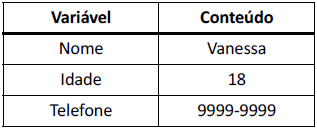 Variável Conteúdo
Nome Vanessa
Idade 18
Telefone 9999-9999